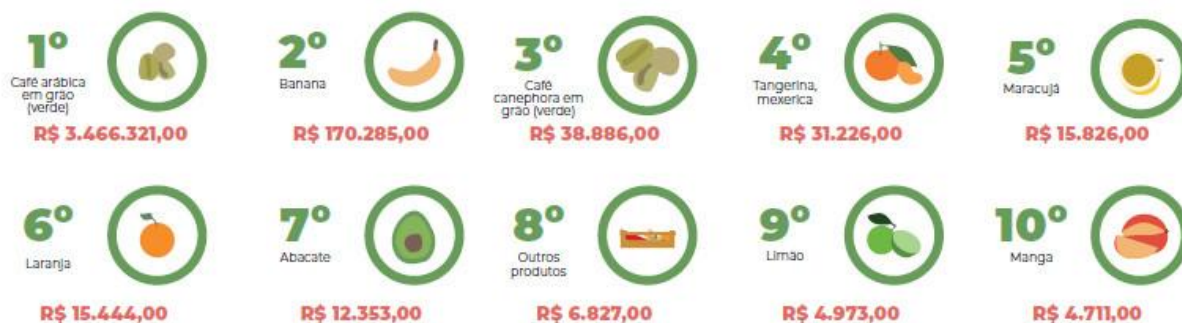 1º
Café arábica
em grão
(verde)
R$ 3.466.321,00
2º
Banana
R$ 170.285,00
3º
Café
canephora em
grão (verde)
R$ 38.886,00
4º
Tangerina,
mexerica
R$ 31.226,00
5º
Maracujá
R$ 15.826,00
6º
Laranja
R$ 15.444,00
7º
Abacate
R$ 12.353,00
8º
Outros
produtos
R$ 6.827,00
9º
Limão
R$ 4.973,00
10º
Manga
R$ 4.711,00